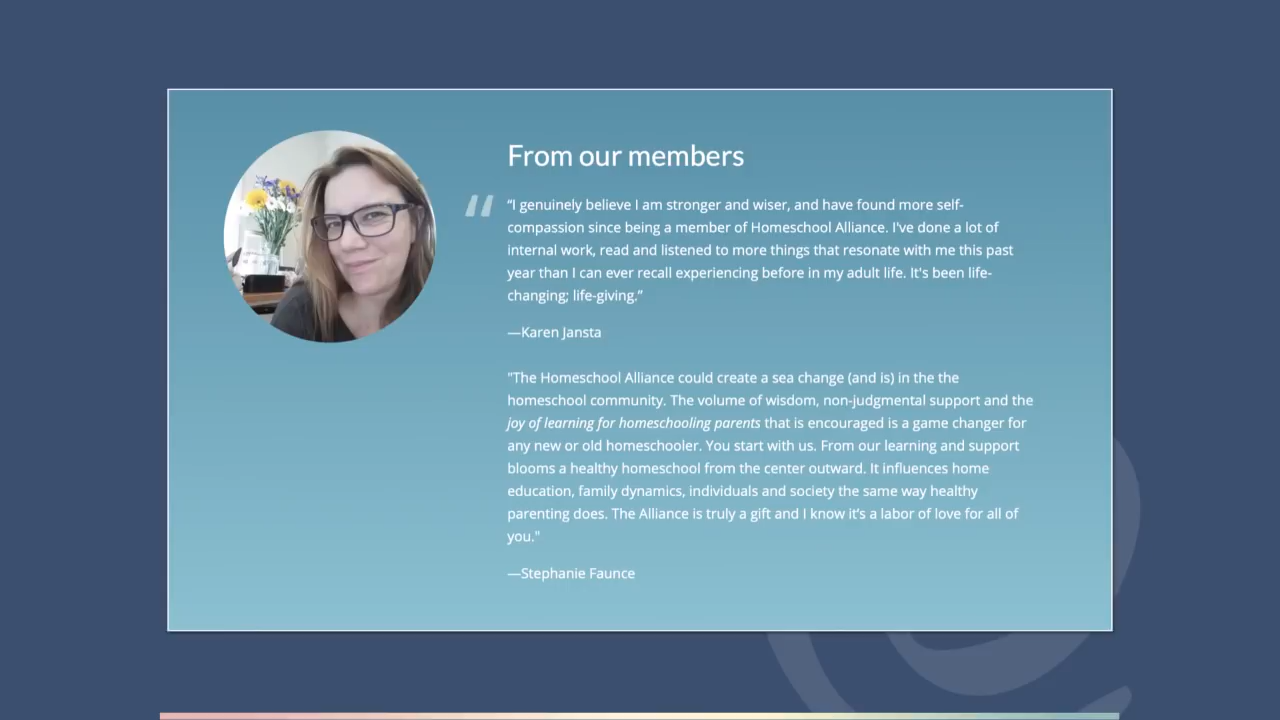 From our members
“I genuinely believe I am stronger and wiser, and have found more self-
compassion since being a member of Homeschool Alliance. I've done a lot of
internal work, read and listened to more things that resonate with me this past
year than I can ever recall experiencing before in my adult life. It's been life-
changing; life-giving.”
—Karen Jansta
"The Homeschool Alliance could create a sea change (and is) in the the
homeschool community. The volume of wisdom, non-judgmental support and the
joy of learning for homeschooling parents that is encouraged is a game changer for
any new or old homeschooler. You start with us. From our learning and support
blooms a healthy homeschool from the center outward. It influences home
education, family dynamics, individuals and society the same way healthy
parenting does. The Alliance is truly a gift and I know it’s a labor of love for all of
you."
—Stephanie Faunce